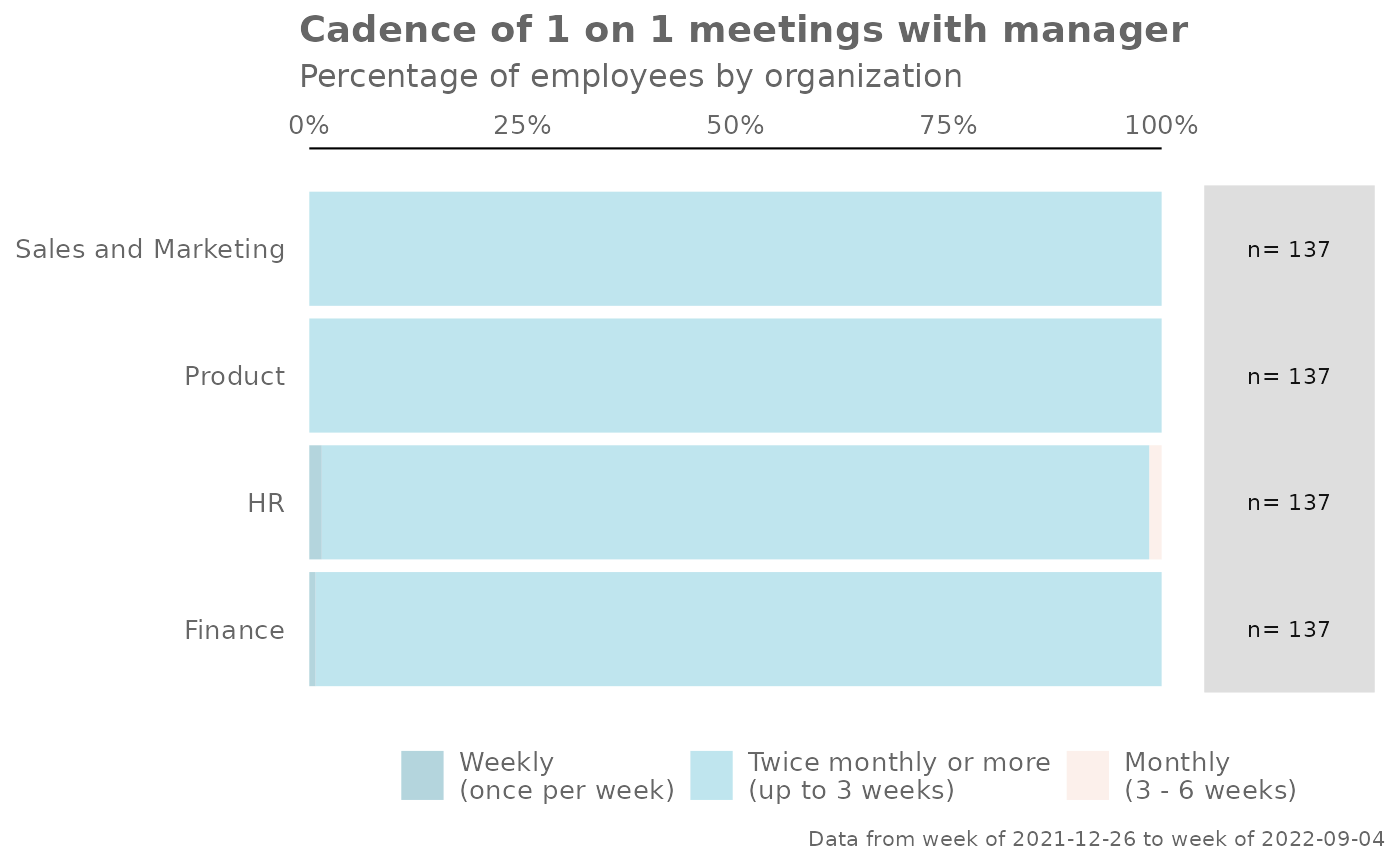 Cadence of 1 on 1 meetings with manager
Percentage of employees by organization
0% 25% 50% 75% 100%
Sales and Marketing n= 137
Product n= 137
HR n= 137
Finance n= 137
Weekly Twice monthly or more Monthly
(once per week) (up to 3 weeks) (3 - 6 weeks)
Data from week of 2021-12-26 to week of 2022-09-04